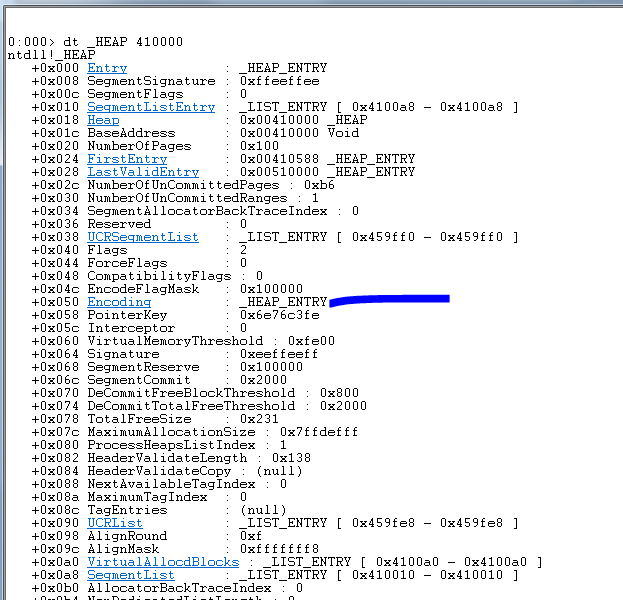 0:000> dt _HEAP 410000
ntdll!_HEAP
+0x000 Entry : _HEAP_ENTRY
+0x008 SegmentSignature : 0xffeeffee
+0x00c SegmentFlags : 0
+0x010 SegmentListEntry : _LIST_ENTRY [ 0x4100a8 - 0x4100a8 ]
+0x018 Heap : 0x00410000 _HEAP
+0x01c BaseAddress : 0x00410000 Void
+0x020 NumberOfPages : 0x100
+0x024 FirstEntry : 0x00410588 _HEAP_ENTRY
+0x028 LastValidEntry : 0x00510000 _HEAP_ENTRY
+0x02c NumberOfUnCommittedPages : 0xb6
+0x030 NumberOfUnCommittedRanges : 1
+0x034 SegmentAllocatorBackTraceIndex : 0
+0x036 Reserved : 0
+0x038 UCRSegmentList : _LIST_ENTRY [ 0x459ff0 - 0x459ff0 ]
+0x040 Flags : 2
+0x044 ForceFlags : 0
+0x048 CompatibilityFlags : 0
+0x04c EncodeFlagMask : 0x100000
+0x050 Encoding : _HEAP_ENTRY
+0x058 PointerKey : 0x6e76c3fe
+0x05c Interceptor : 0
+0x060 VirtualMemoryThreshold : 0xfe00
+0x064 Signature : 0xeeffeeff
+0x068 SegmentReserve : 0x100000
+0x06c SegmentCommit : 0x2000
+0x070 DeCommitFreeBlockThreshold : 0x800
+0x074 DeCommitTotalFreeThreshold : 0x2000
+0x078 TotalFreeSize : 0x231
+0x07c MaximumAllocationSize : 0x7ffdefff
+0x080 ProcessHeapsListIndex : 1
+0x082 HeaderValidateLength : 0x138
+0x084 HeaderValidateCopy : (null)
+0x088 NextAvailableTagIndex : 0
+0x08a MaximumTagIndex : 0
+0x08c TagEntries : (null)
+0x090 UCRList : _LIST_ENTRY [ 0x459fe8 - 0x459fe8 ]
+0x098 AlignRound : 0xf
+0x09c AlignMask : 0xfffffff8
+0x0a0 VirtualAllocdBlocks : _LIST_ENTRY [ 0x4100a0 - 0x4100a0 ]
+0x0a8 SegmentList : _LIST_ENTRY [ 0x410010 - 0x410010 ]
+0x0b0 AllocatorBackTraceIndex : 0